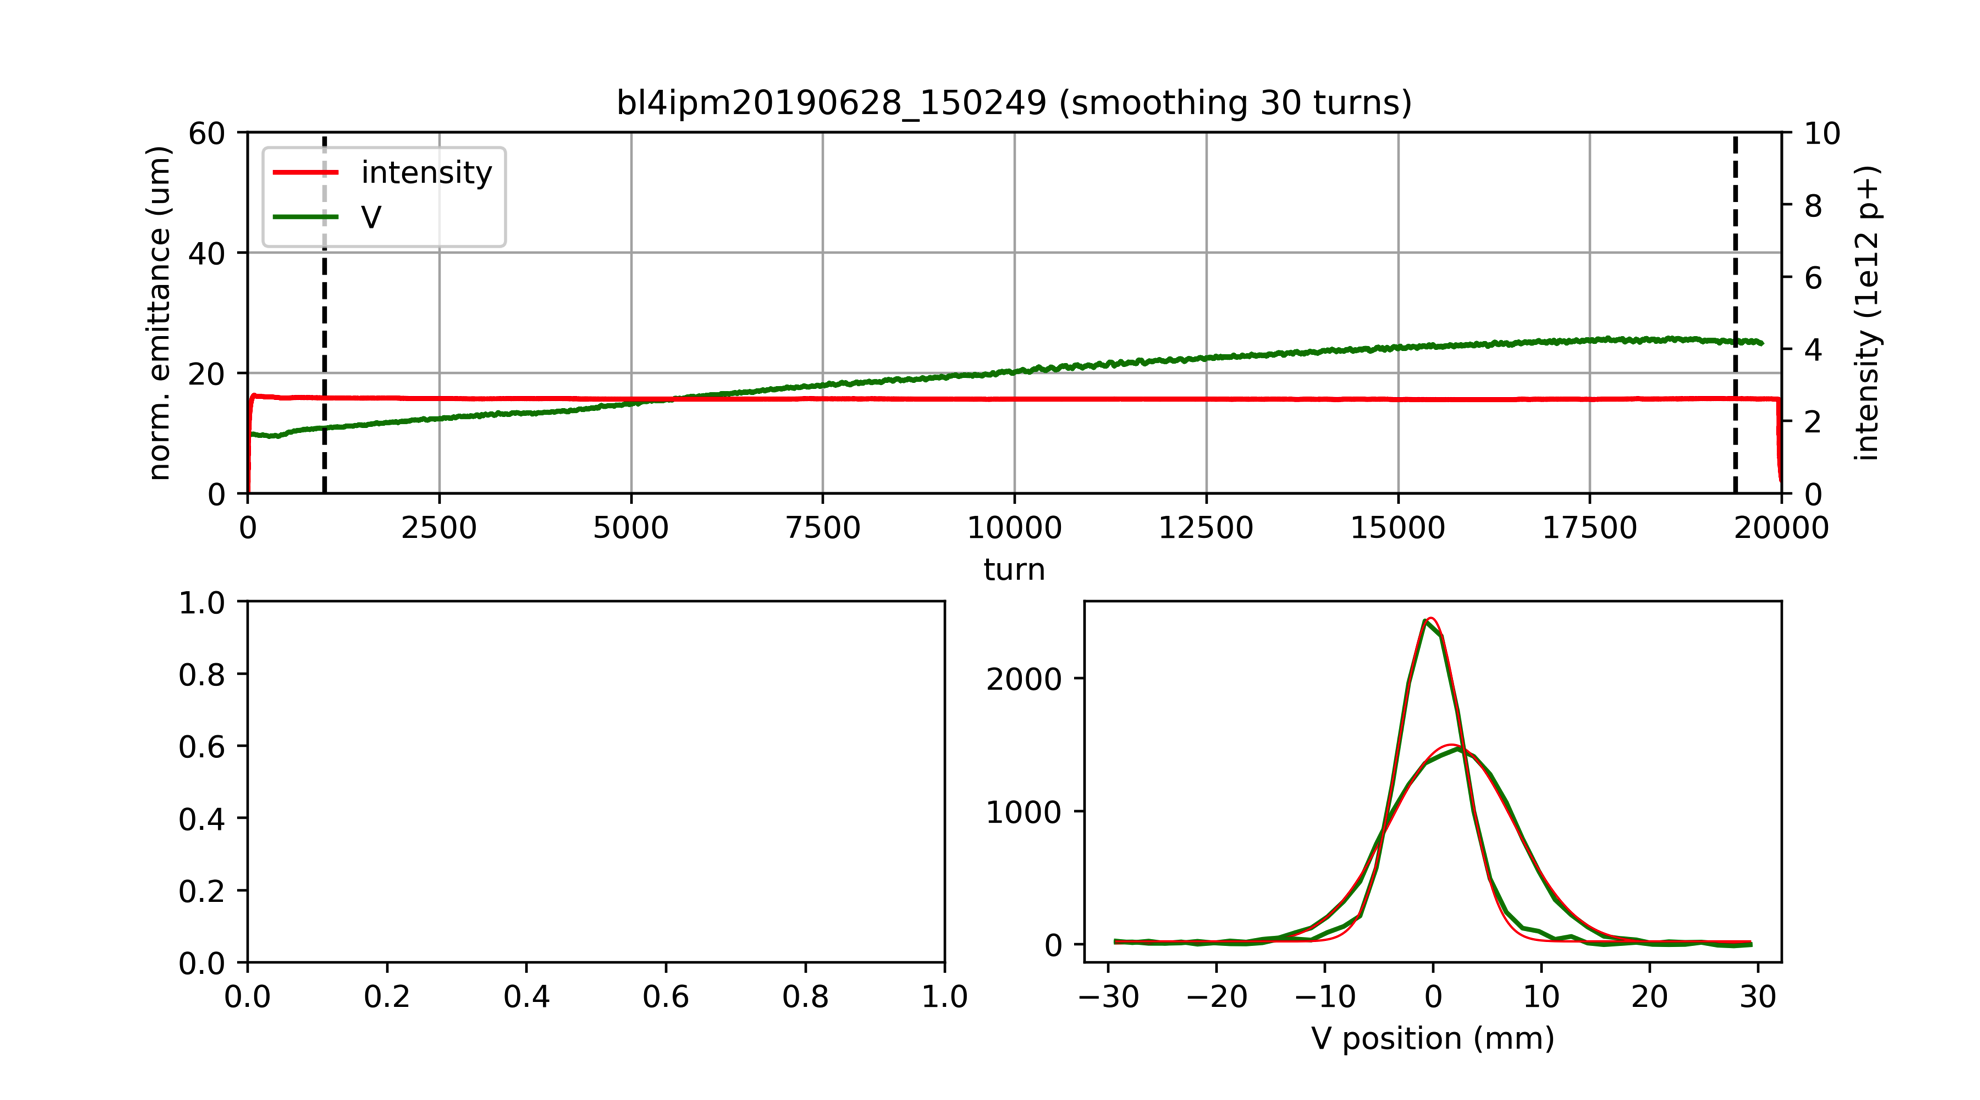 bl4ipm20190628_150249 (smoothing 30 turns)
norm. emittance (um)
60
40
20
0
intensity
V
10
8
6
4
2
0
intensity (1e12 p+)
0 2500 5000 7500 10000 12500 15000 17500 20000
turn
1.0
0.8
0.6
0.4
0.2
0.0
0.0 0.2 0.4 0.6 0.8 1.0
2000
1000
0
−30 −20 −10 0 10 20 30
V position (mm)